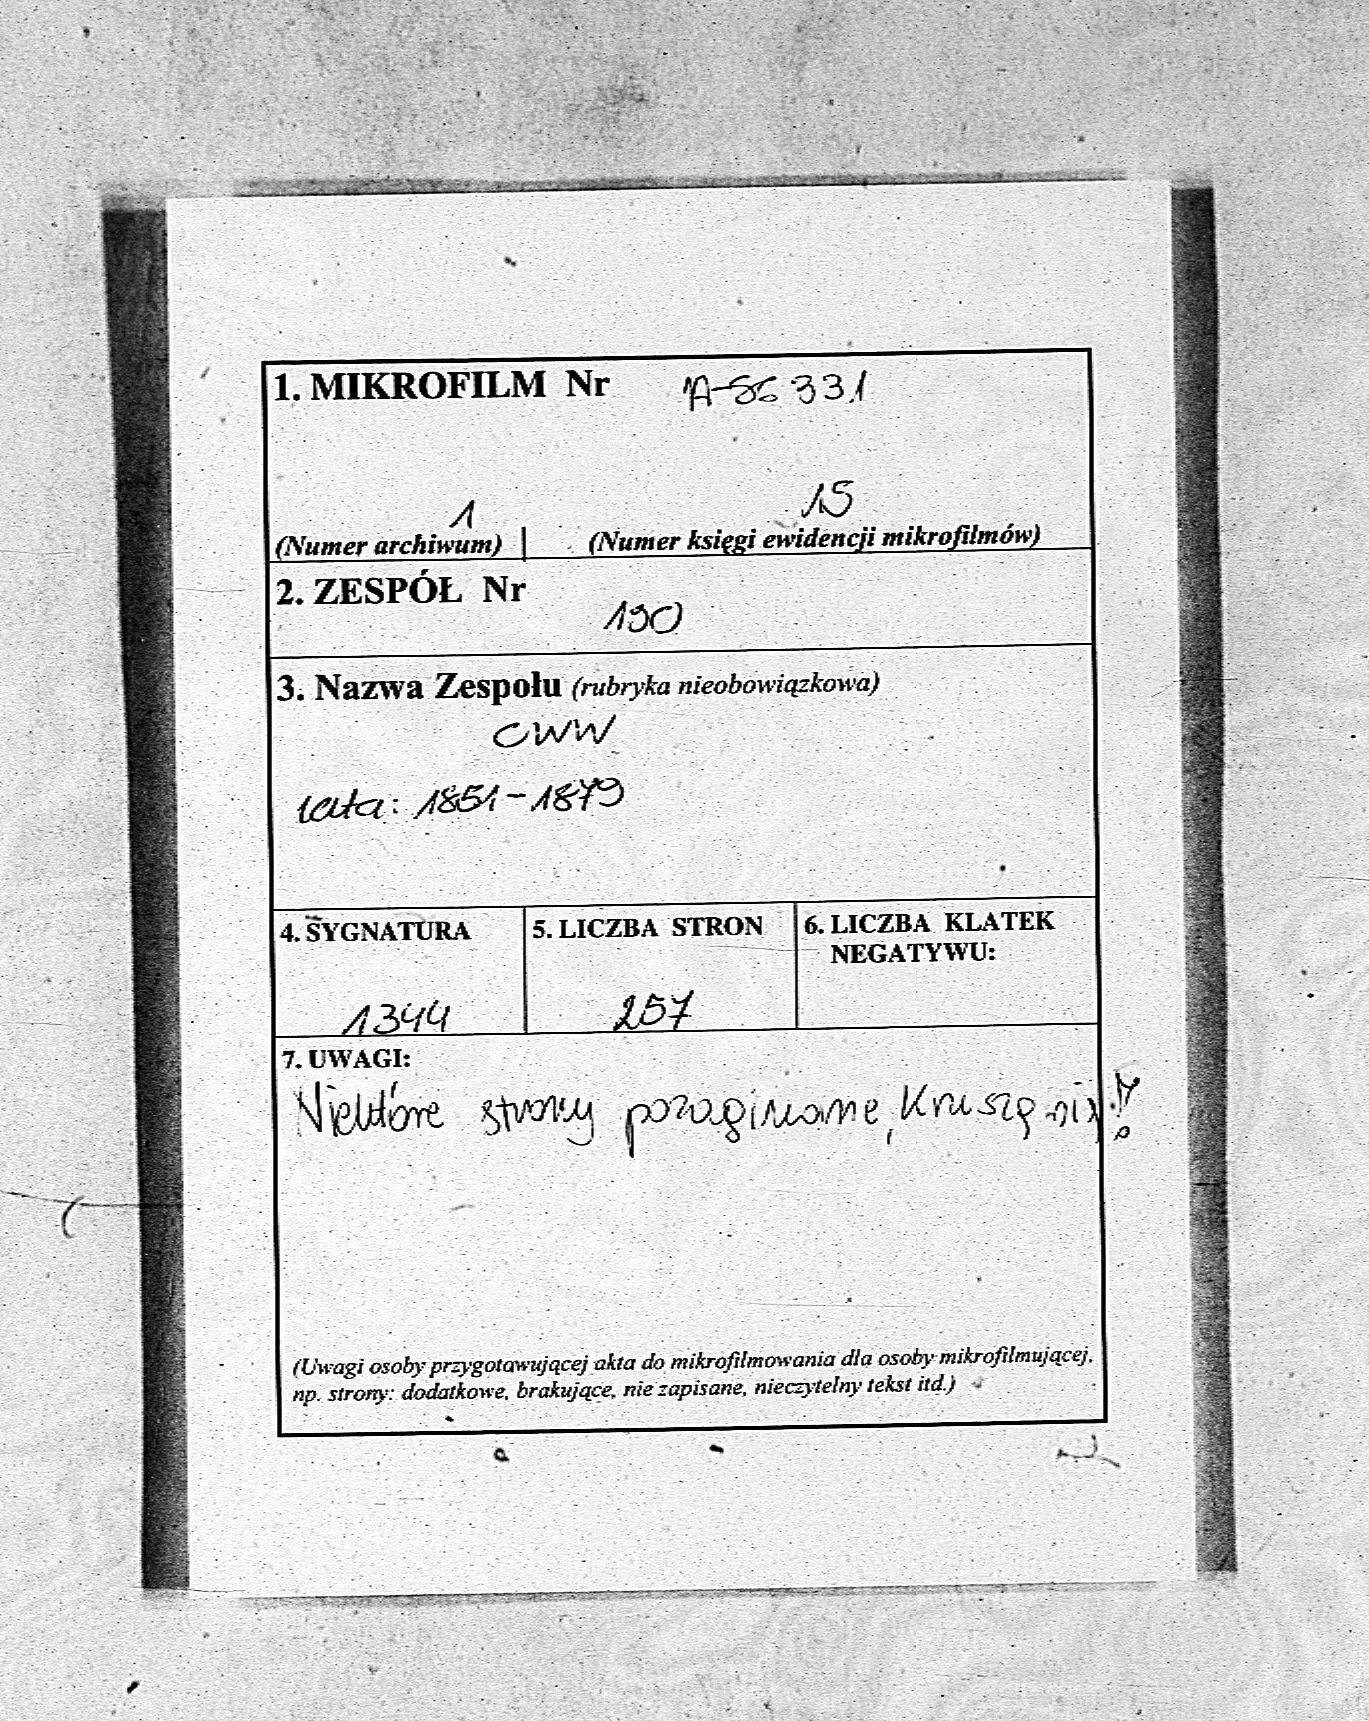 1. MIKROFILM Nr A-56331
1 15
(Numer archiwum) (Numer księgi ewidencji mikrofilmów)
2. ZESPÓŁ Nr
190
3. Nazwa Zespołu (rubryka nieobowiązkowa)
CWW
lata: 1851-1879
4. SYGNATURA 5. LICZBA STRON 6. LICZBA KLATEK
NEGATYWU:
1344 257
7. UWAGI:
Niektóre strony pozaginane, Kruszą się!
(Uwagi osoby przygotowującej akta do mikrofilmowania dla osoby mikrofilmującej,
np. strony: dodatkowe, brakujące, nie zapisane, nieczytelny tekst itd.)